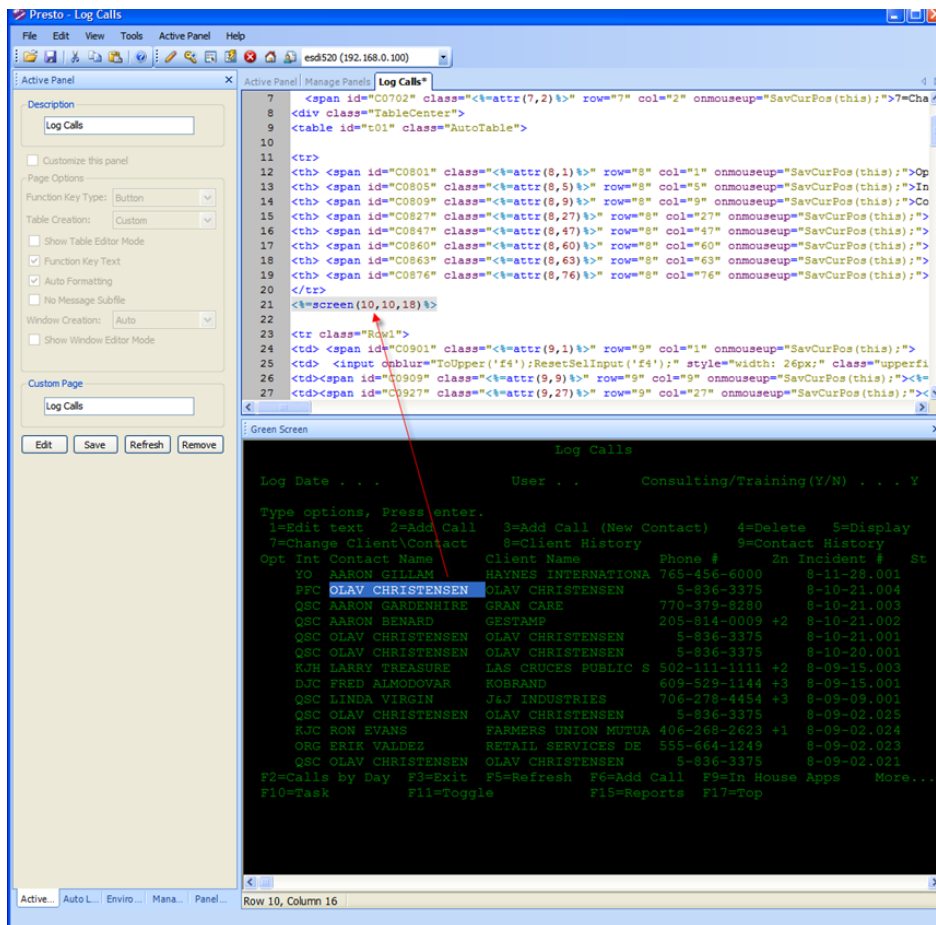 Presto - Log Calls
File Edit View Tools Active Panel Help
esdi520 (192.168.0.100)
Active Panel
Description
Log Calls
Customize this panel
Page Options
Function Key Type: Button
Table Creation: Custom
Show Table Editor Mode
Function Key Text
Auto Formatting
No Message Subfile
Window Creation: Auto
Show Window Editor Mode
Custom Page
Log Calls
Edit Save Refresh Remove
Active... Auto L... Enviro... Mana... Panel...
Active Panel Manage Panels Log Calls*
7 <span id="C0702" class="<%=attr(7,2)%>" row="7" col="2" onmouseup="SavCurPos(this);">7=Cha
8 <div class="TableCenter">
9 <table id="t01" class="AutoTable">
10
11 <tr>
12 <th> <span id="C0801" class="<%=attr(8,1)%>" row="8" col="1" onmouseup="SavCurPos(this);">Op
13 <th> <span id="C0805" class="<%=attr(8,5)%>" row="8" col="5" onmouseup="SavCurPos(this);">In
14 <th> <span id="C0809" class="<%=attr(8,9)%>" row="8" col="9" onmouseup="SavCurPos(this);">Co
15 <th> <span id="C0827" class="<%=attr(8,27)%>" row="8" col="27" onmouseup="SavCurPos(this);">
16 <th> <span id="C0847" class="<%=attr(8,47)%>" row="8" col="47" onmouseup="SavCurPos(this);">
17 <th> <span id="C0860" class="<%=attr(8,60)%>" row="8" col="60" onmouseup="SavCurPos(this);">
18 <th> <span id="C0863" class="<%=attr(8,63)%>" row="8" col="63" onmouseup="SavCurPos(this);">
19 <th> <span id="C0876" class="<%=attr(8,76)%>" row="8" col="76" onmouseup="SavCurPos(this);">
20 </tr>
21 <%=screen(10,10,18)%>
22
23 <tr class="Row1">
24 <td> <span id="C0901" class="<%=attr(9,1)%>" row="9" col="1" onmouseup="SavCurPos(this);">
25 <td> <input onblur="ToUpper('f4');ResetSelInput('f4');" style="width: 26px;" class="upperfi
26 <td><span id="C0909" class="<%=attr(9,9)%>" row="9" col="9" onmouseup="SavCurPos(this);"><%=
27 <td><span id="C0927" class="<%=attr(9,27)%>" row="9" col="27" onmouseup="SavCurPos(this);"><
Green Screen
Log Calls
Log Date . . . User . . Consulting/Training(Y/N) . . . . Y
Type options, Press enter.
1=Edit text 2=Add Call 3=Add Call (New Contact) 4=Delete 5=Display
7=Change Client\Contact 8=Client History 9=Contact History
Opt Int Contact Name Client Name Phone # Zn Incident # St
YO AARON GILLAM HAYNES INTERNATIONA 765-456-6000 8-11-28.001
PFC OLAV CHRISTENSEN OLAV CHRISTENSEN 5-836-3375 8-10-21.004
QSC AARON GARDENHIRE GRAN CARE 770-379-8280 8-10-21.003
QSC AARON BENARD GESTAMP 205-814-0009 +2 8-10-21.002
QSC OLAV CHRISTENSEN OLAV CHRISTENSEN 5-836-3375 8-10-21.001
QSC OLAV CHRISTENSEN OLAV CHRISTENSEN 5-836-3375 8-10-20.001
KJH LARRY TREASURE LAS CRUCES PUBLIC S 502-111-1111 +2 8-09-15.003
DJC FRED ALMODOVAR KOBRAND 609-529-1144 +3 8-09-15.001
QSC LINDA VIRGIN J&J INDUSTRIES 706-278-4454 +3 8-09-09.001
QSC OLAV CHRISTENSEN OLAV CHRISTENSEN 5-836-3375 8-09-02.025
KJC RON EVANS FARMERS UNION MUTUA 406-268-2623 +1 8-09-02.024
ORG ERIK VALDEZ RETAIL SERVICES DE 555-664-1249 8-09-02.023
QSC OLAV CHRISTENSEN OLAV CHRISTENSEN 5-836-3375 8-09-02.021
F2=Calls by Day F3=Exit F5=Refresh F6=Add Call F9=In House Apps More...
F10=Task F11=Toggle F15=Reports F17=Top
Row 10, Column 16